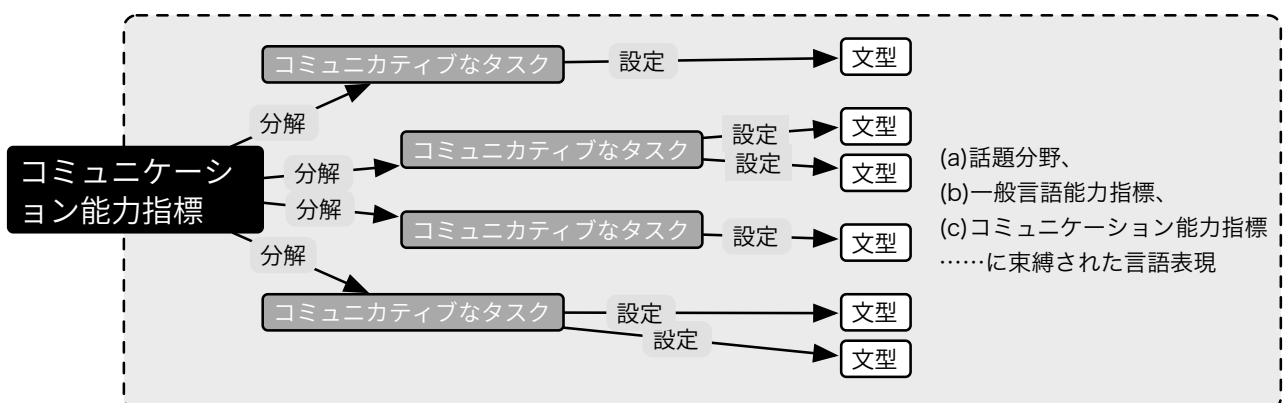 コミュニカティブなタスク
設定
文型
分解
コミュニケーシ
ョン能力指標
分解
コミュニカティブなタスク
設定
文型
設定
文型
分解
コミュニカティブなタスク
設定
文型
分解
コミュニカティブなタスク
設定
文型
設定
文型
(a)話題分野、
(b)一般言語能力指標、
(c)コミュニケーション能力指標
……に束縛された言語表現